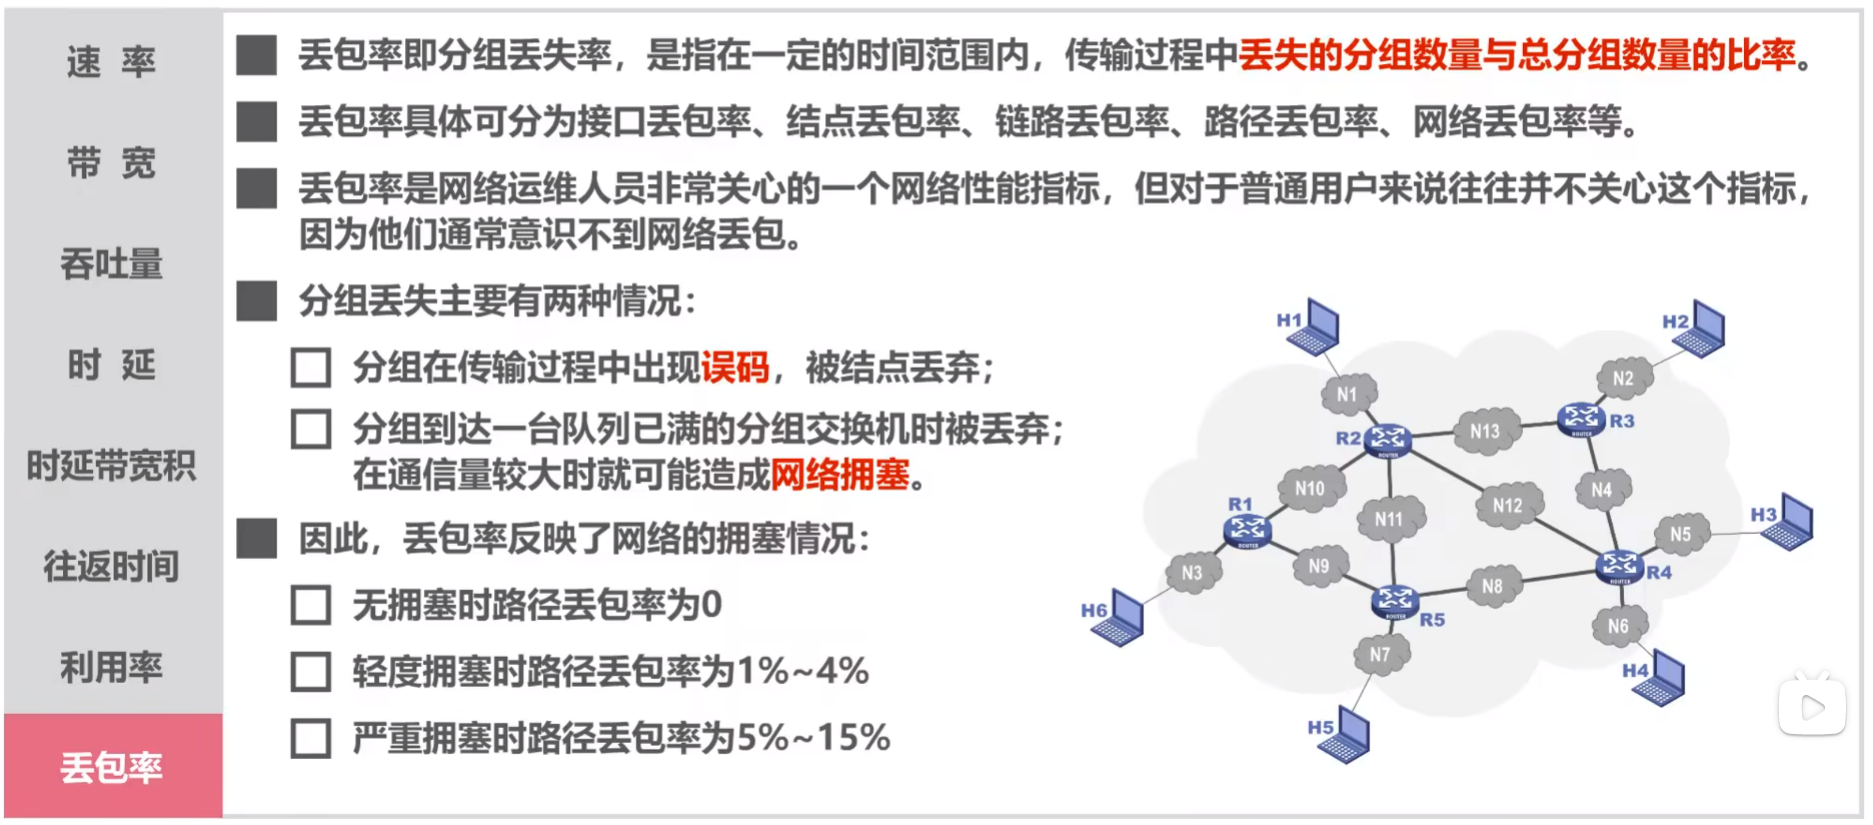 速 率
带 宽
吞吐量
时 延
时延带宽积
往返时间
利用率
丢包率
丢包率即分组丢失率，是指在一定的时间范围内，传输过程中丢失的分组数量与总分组数量的比率。
丢包率具体可分为接口丢包率、结点丢包率、链路丢包率、路径丢包率、网络丢包率等。
丢包率是网络运维人员非常关心的一个网络性能指标，但对于普通用户来说往往并不关心这个指标，
因为他们通常意识不到网络丢包。
分组丢失主要有两种情况：
分组在传输过程中出现误码，被结点丢弃；
分组到达一台队列已满的分组交换机时被丢弃；
在通信量较大时就可能造成网络拥塞。
因此，丢包率反映了网络的拥塞情况：
无拥塞时路径丢包率为0
轻度拥塞时路径丢包率为1%~4%
严重拥塞时路径丢包率为5%~15%
H1
H2
N2
N1
R3
ROUTER
R2
ROUTER
N13
N10
N12
N4
R1
ROUTER
N11
H3
N5
N3
N9
R4
ROUTER
N8
H6
R5
ROUTER
N6
N7
H4
H5